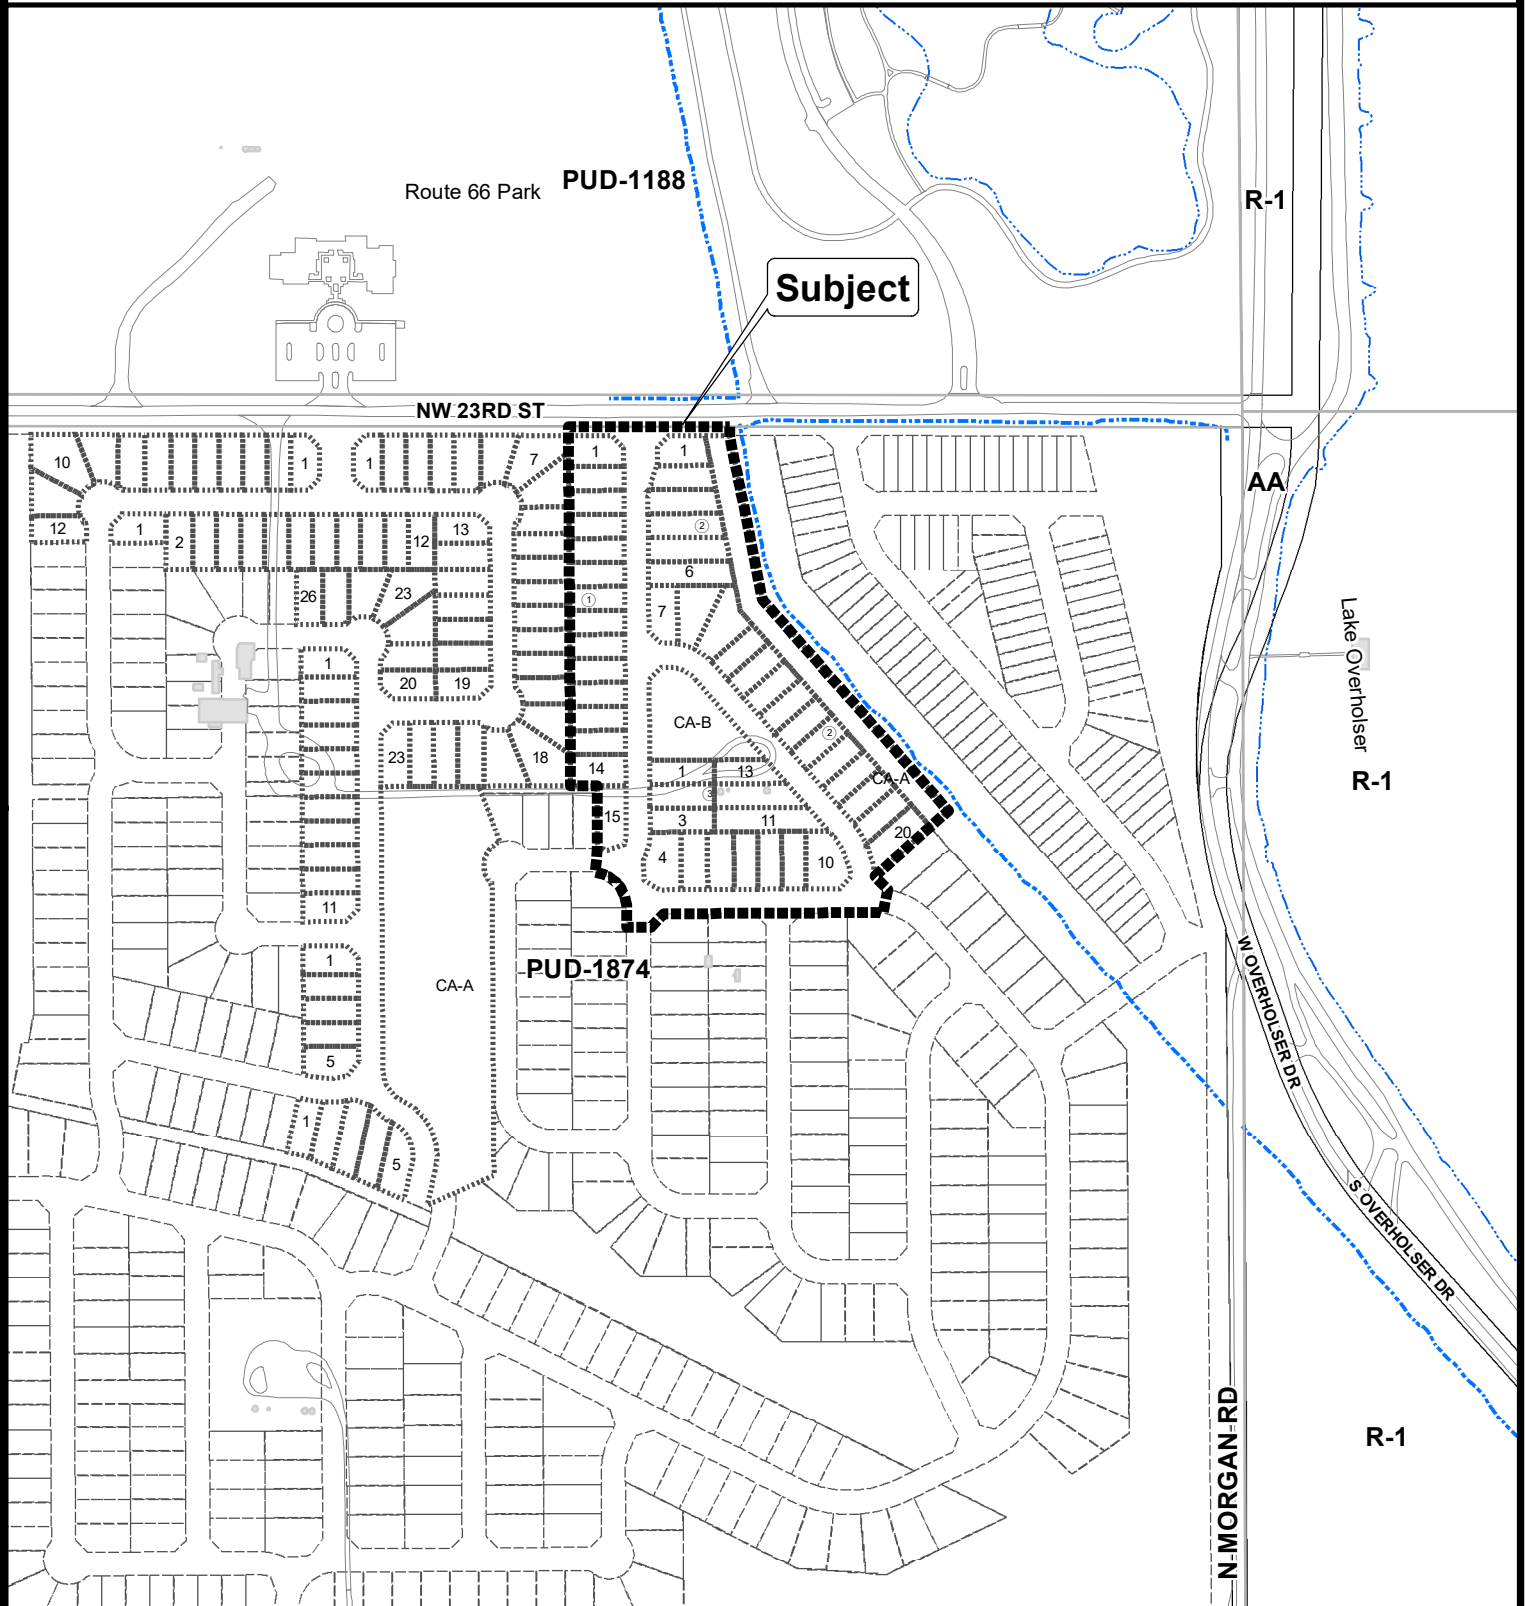 Route 66 Park
PUD-1188
R-1
Subject
NW 23RD ST
10
1
1
7
1
1
AA
12
1
2
12
13
2
6
26
23
1
7
Lake Overholser
1
20
19
CA-B
2
23
18
14
1
13
CA-A
R-1
3
15
3
11
20
4
10
11
1
PUD-1874
CA-A
W OVERHOLSER DR
5
1
5
S OVERHOLSER DR
N MORGAN RD
R-1